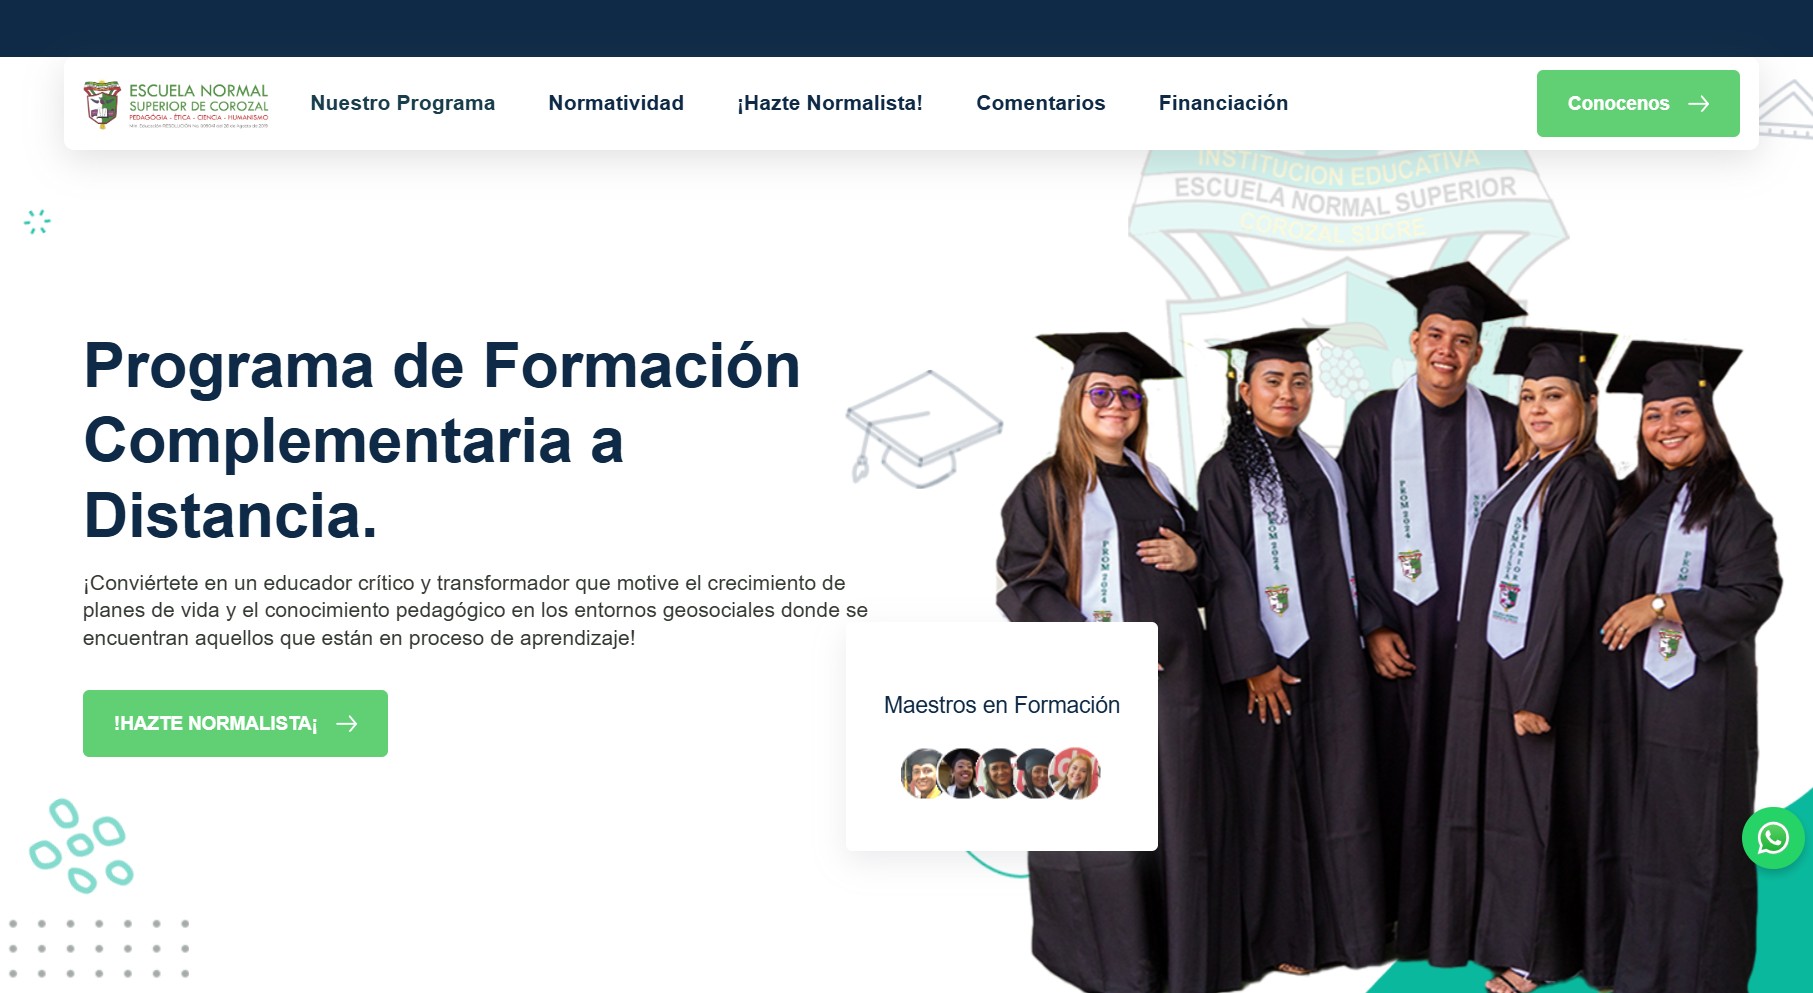 ESCUELA NORMAL
SUPERIOR DE COROZAL
PEDAGOGÍA - ÉTICA - CIENCIA - HUMANISMO
Nuestro Programa
Normatividad
¡Hazte Normalista!
Comentarios
Financiación
Conocenos
INSTITUCION EDUCATIVA
ESCUELA NORMAL SUPERIOR
COROZAL SUCRE
Programa de Formación
Complementaria a
Distancia.
¡Conviértete en un educador crítico y transformador que motive el crecimiento de
planes de vida y el conocimiento pedagógico en los entornos geosociales donde se
encuentran aquellos que están en proceso de aprendizaje!
!HAZTE NORMALISTA¡
Maestros en Formación
PROM 2024
PROM 2024
PROM 2024
NORMALISTA SUPERIOR
PROM 2